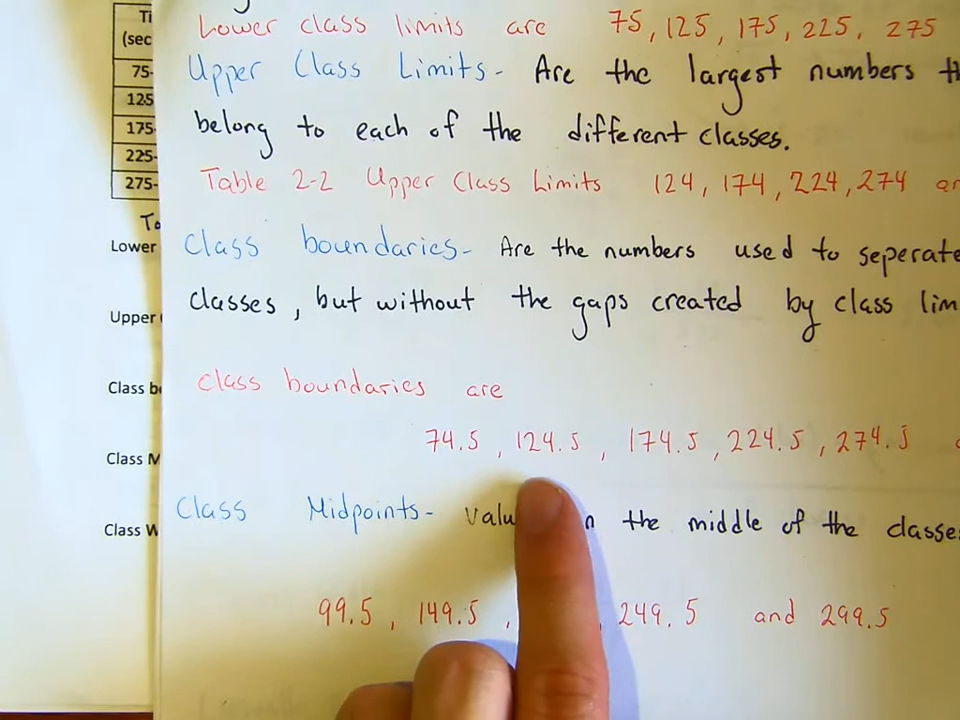 Ti
(sec
75-
125
175-
225-
275-
Lower
Upper
Class b
Class M
Class W
Lower class limits are 75, 125, 175, 225, 275
Upper Class Limits - Are the largest numbers th
belong to each of the different classes.
Table 2-2 Upper Class Limits 124, 174, 224, 274 an
Class boundaries - Are the numbers used to seperate
classes, but without the gaps created by class lim
class boundaries are
74.5, 124.5, 174.5, 224.5, 274.5
Class Midpoints - valu n the middle of the classe
99.5, 149.5, , 249.5 and 299.5